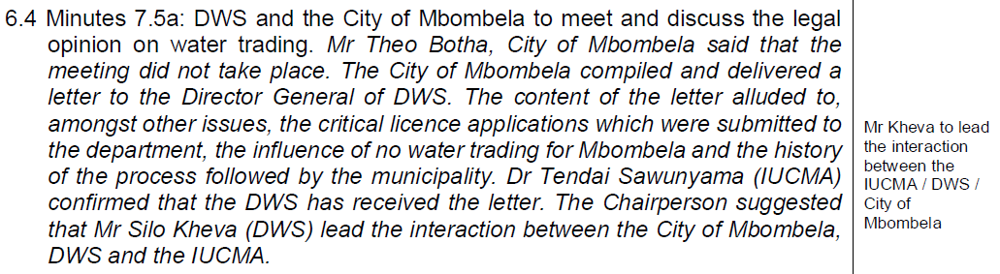 6.4 Minutes 7.5a: DWS and the City of Mbombela to meet and discuss the legal
opinion on water trading. Mr Theo Botha, City of Mbombela said that the
meeting did not take place. The City of Mbombela compiled and delivered a
letter to the Director General of DWS. The content of the letter alluded to,
amongst other issues, the critical licence applications which were submitted to
the department, the influence of no water trading for Mbombela and the history
of the process followed by the municipality. Dr Tendai Sawunyama (IUCMA)
confirmed that the DWS has received the letter. The Chairperson suggested
that Mr Silo Kheva (DWS) lead the interaction between the City of Mbombela,
DWS and the IUCMA.
Mr Kheva to lead
the interaction
between the
IUCMA / DWS /
City of
Mbombela